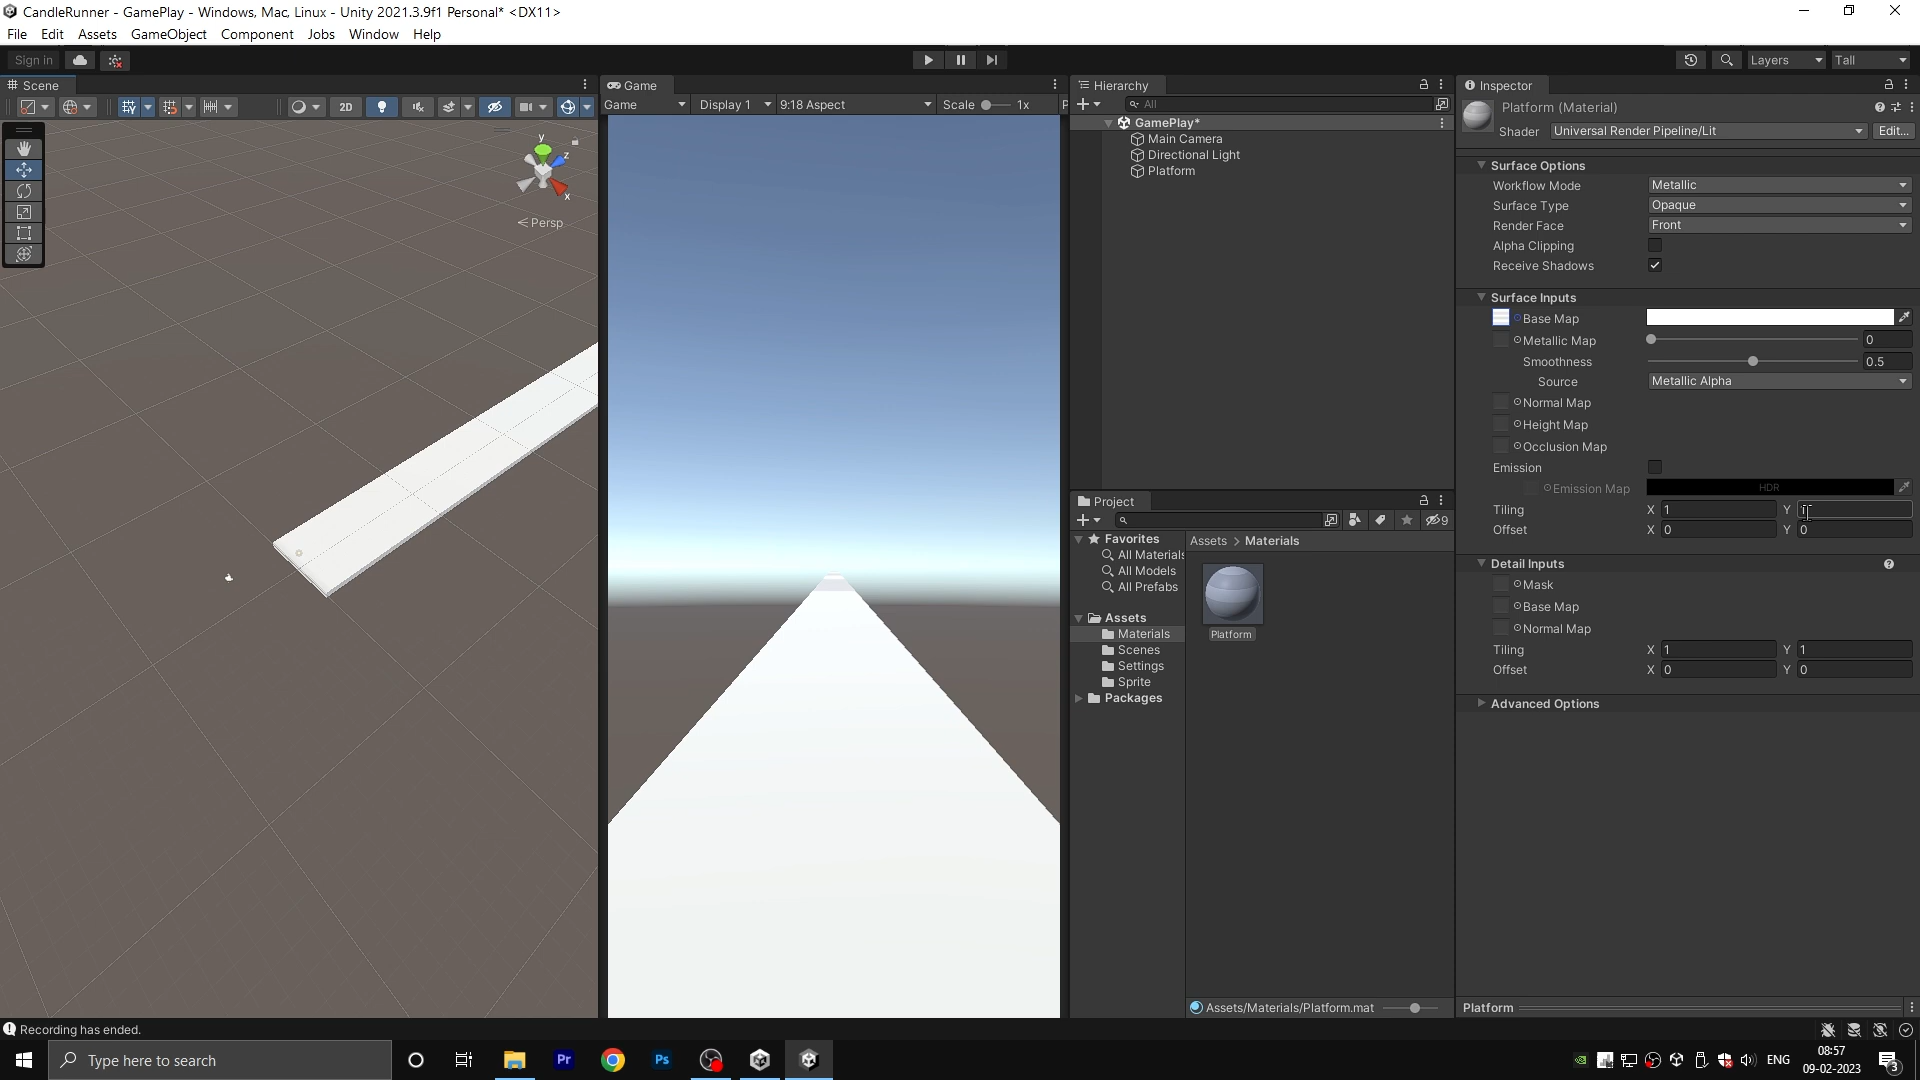 CandleRunner - GamePlay - Windows, Mac, Linux - Unity 2021.3.9f1 Personal* <DX11>
File Edit Assets GameObject Component Jobs Window Help
Sign in
Layers
Tall
Scene
2D
y
z
x
Persp
Game
Game
Display 1
9:18 Aspect
Scale
1x
Hierarchy
All
GamePlay*
Main Camera
Directional Light
Platform
Project
9
Favorites
All Materials
All Models
All Prefabs
Assets
Materials
Scenes
Settings
Sprite
Packages
Assets > Materials
Platform
Assets/Materials/Platform.mat
Inspector
Platform (Material)
Shader Universal Render Pipeline/Lit Edit...
Surface Options
Workflow Mode Metallic
Surface Type Opaque
Render Face Front
Alpha Clipping
Receive Shadows
Surface Inputs
Base Map
Metallic Map 0
Smoothness 0.5
Source Metallic Alpha
Normal Map
Height Map
Occlusion Map
Emission
Emission Map HDR
Tiling X 1 Y
Offset X 0 Y 0
Detail Inputs
Mask
Base Map
Normal Map
Tiling X 1 Y 1
Offset X 0 Y 0
Advanced Options
Platform
Recording has ended.
Type here to search
Pr
Ps
ENG
08:57
09-02-2023
3